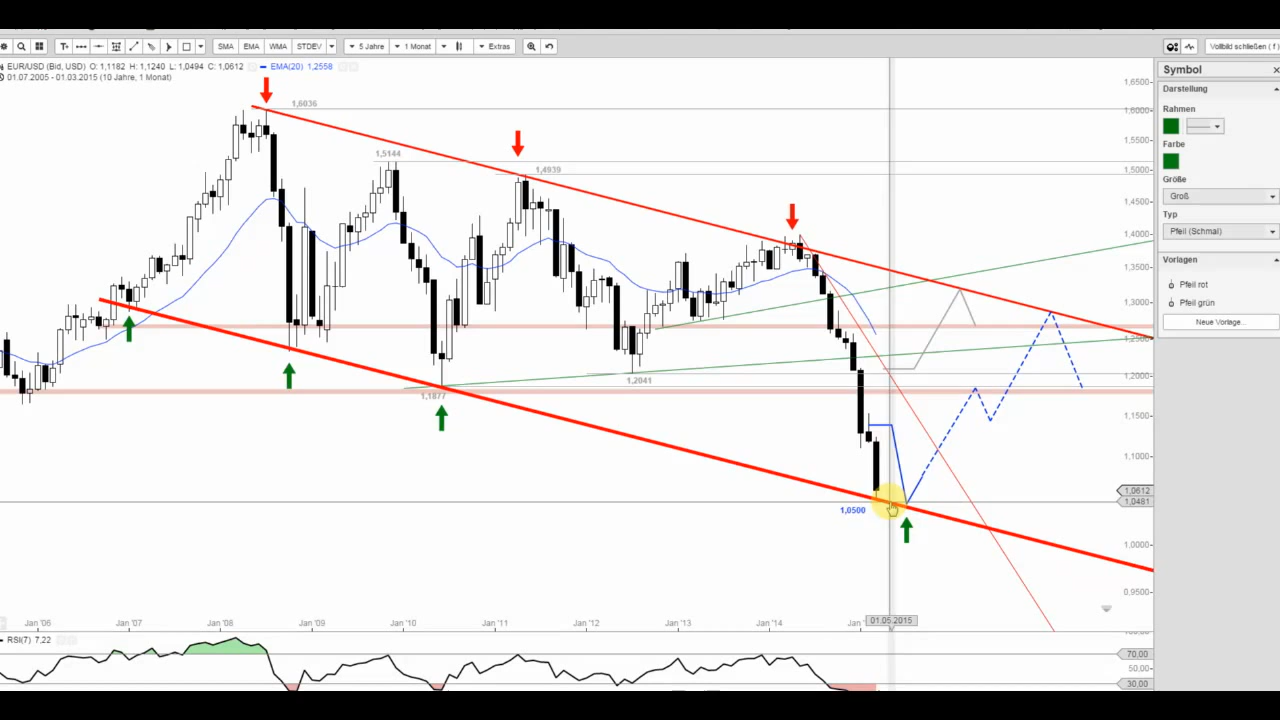 T
SMA EMA WMA STDEV 5 Jahre 1 Monat Extras Vollbild schließen ( f )
EUR/USD (Bid, USD) O: 1,1182 H: 1,1240 L: 1,0494 C: 1,0612 EMA(20) 1,2558
01.07.2005 - 01.03.2015 (10 Jahre, 1 Monat)
Symbol
Darstellung
Rahmen
Farbe
Größe
Groß
Typ
Pfeil (Schmal)
Vorlagen
Pfeil rot
Pfeil grün
Neue Vorlage...
1,6036
1,5144
1,4939
1,2041
1,1877
1,0500
1,6500
1,6000
1,5500
1,5000
1,4500
1,4000
1,3500
1,3000
1,2500
1,2000
1,1500
1,1000
1,0612
1,0481
1,0000
0,9500
Jan '06 Jan '07 Jan '08 Jan '09 Jan '10 Jan '11 Jan '12 Jan '13 Jan '14 01.05.2015
RSI(7) 7,22
70,00
50,00
30,00